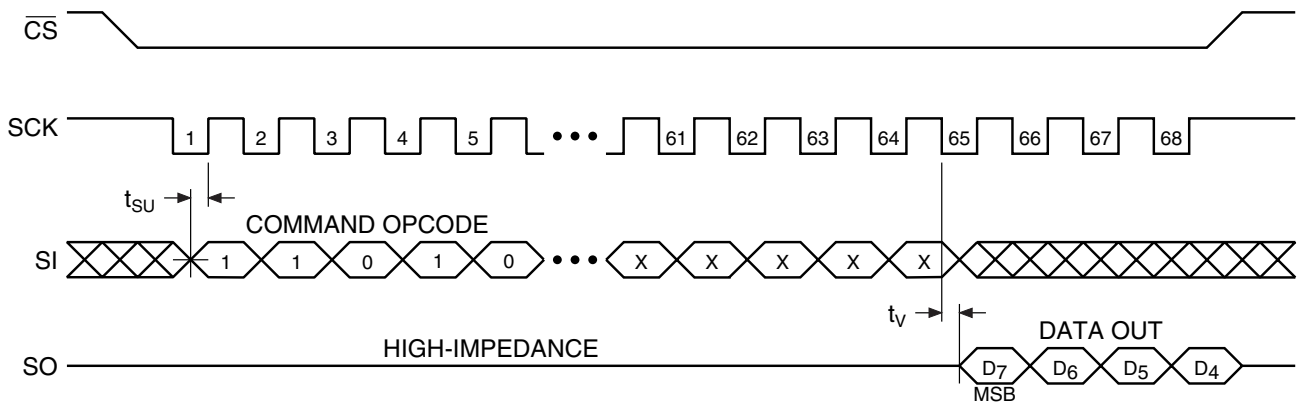 CS
SCK 1 2 3 4 5 ••• 61 62 63 64 65 66 67 68
tSU
COMMAND OPCODE
SI 1 1 0 1 0 ••• X X X X X
tV
DATA OUT
HIGH-IMPEDANCE
SO D7 D6 D5 D4
MSB